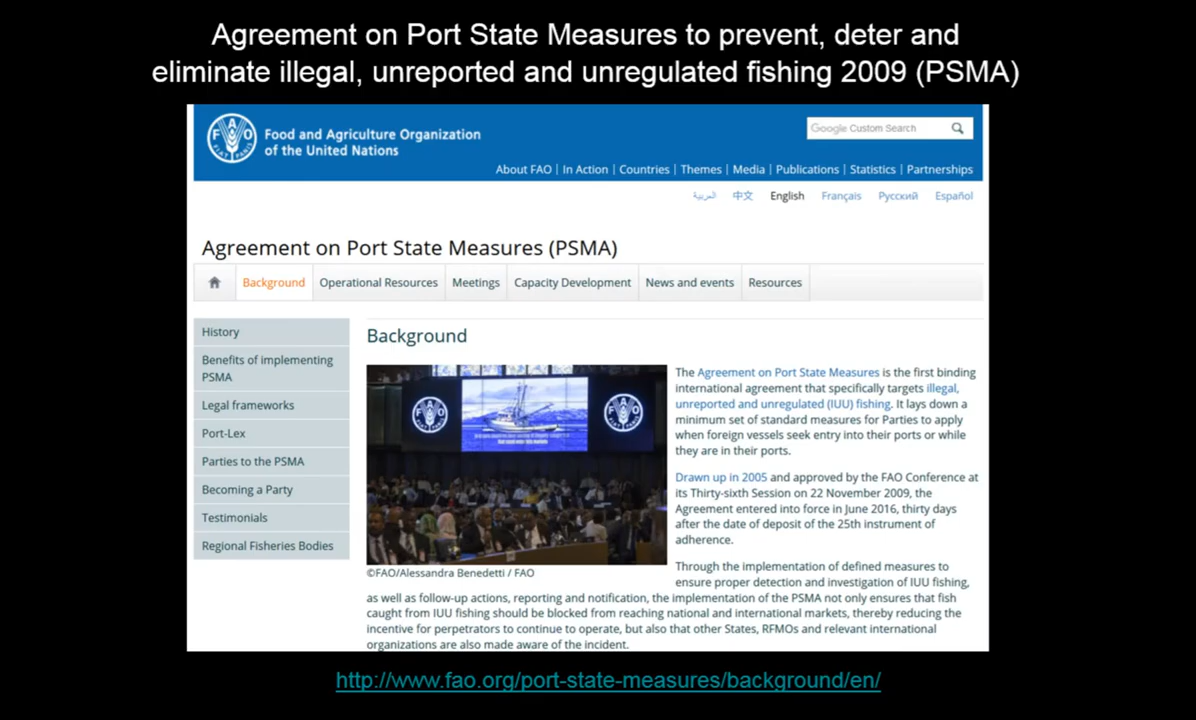 Agreement on Port State Measures to prevent, deter and
eliminate illegal, unreported and unregulated fishing 2009 (PSMA)
FAO
FIAT PANIS
Food and Agriculture Organization
of the United Nations
Google Custom Search
About FAO | In Action | Countries | Themes | Media | Publications | Statistics | Partnerships
العربية 中文 English Français Русский Español
Agreement on Port State Measures (PSMA)
Background Operational Resources Meetings Capacity Development News and events Resources
History
Benefits of implementing
PSMA
Legal frameworks
Port-Lex
Parties to the PSMA
Becoming a Party
Testimonials
Regional Fisheries Bodies
Background
©FAO/Alessandra Benedetti / FAO
The Agreement on Port State Measures is the first binding
international agreement that specifically targets illegal,
unreported and unregulated (IUU) fishing. It lays down a
minimum set of standard measures for Parties to apply
when foreign vessels seek entry into their ports or while
they are in their ports.
Drawn up in 2005 and approved by the FAO Conference at
its Thirty-sixth Session on 22 November 2009, the
Agreement entered into force in June 2016, thirty days
after the date of deposit of the 25th instrument of
adherence.
Through the implementation of defined measures to
ensure proper detection and investigation of IUU fishing,
as well as follow-up actions, reporting and notification, the implementation of the PSMA not only ensures that fish
caught from IUU fishing should be blocked from reaching national and international markets, thereby reducing the
incentive for perpetrators to continue to operate, but also that other States, RFMOs and relevant international
organizations are also made aware of the incident.
http://www.fao.org/port-state-measures/background/en/